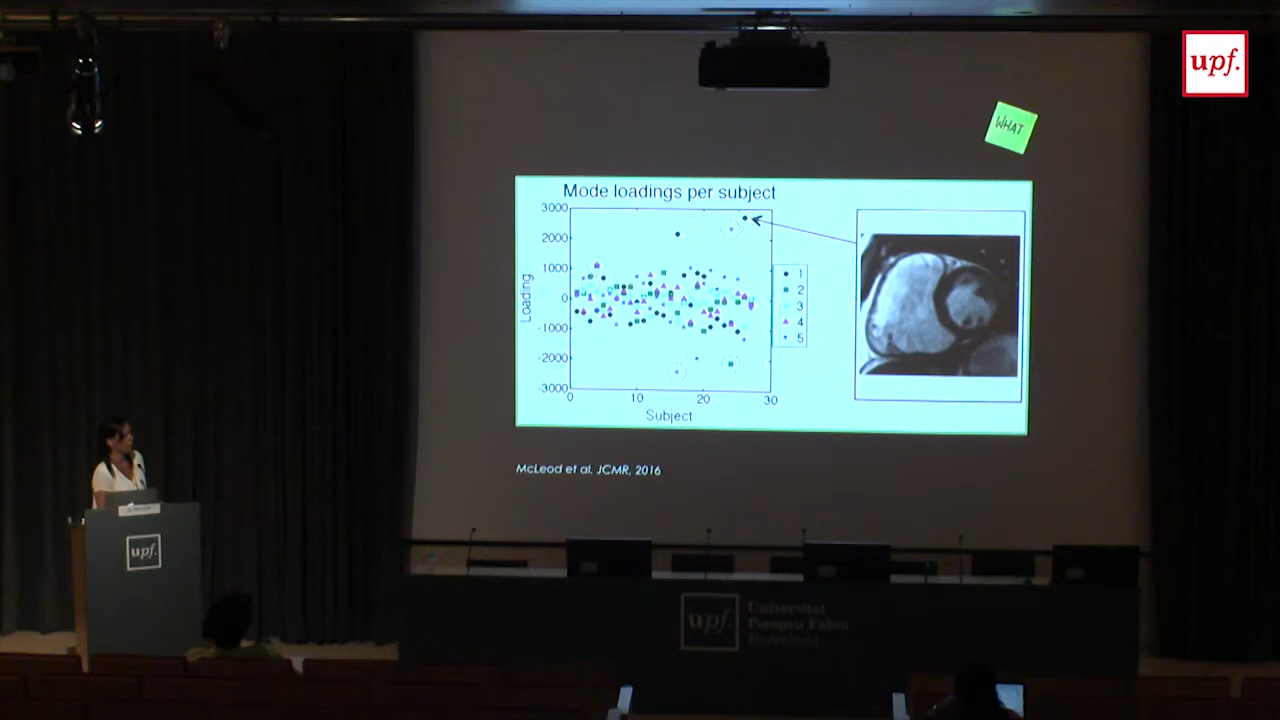 upf.
WHAT
Mode loadings per subject
3000
2000
1000
0
-1000
-2000
-3000
0
10
20
30
Loading
Subject
1
2
3
4
5
McLeod et al. JCMR, 2016
upf.
upf.
Universitat
Pompeu Fabra
Barcelona